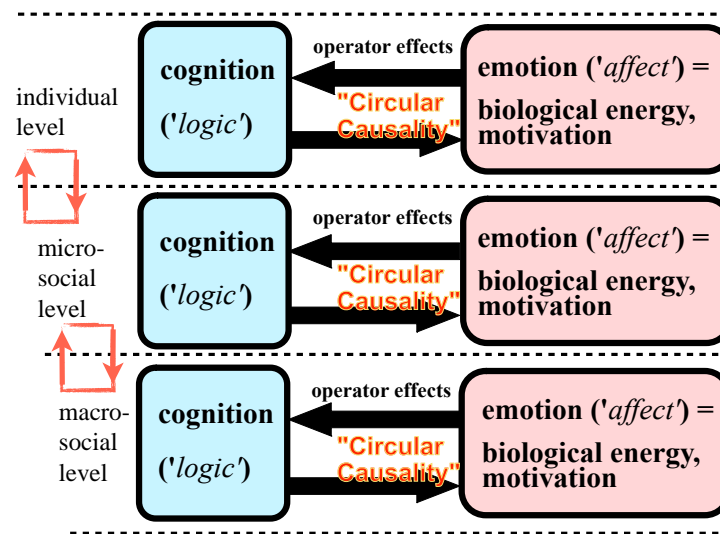 individual
level
cognition
('logic')
operator effects
"Circular
Causality"
emotion ('affect') =
biological energy,
motivation
micro-
social
level
cognition
('logic')
operator effects
"Circular
Causality"
emotion ('affect') =
biological energy,
motivation
macro-
social
level
cognition
('logic')
operator effects
"Circular
Causality"
emotion ('affect') =
biological energy,
motivation